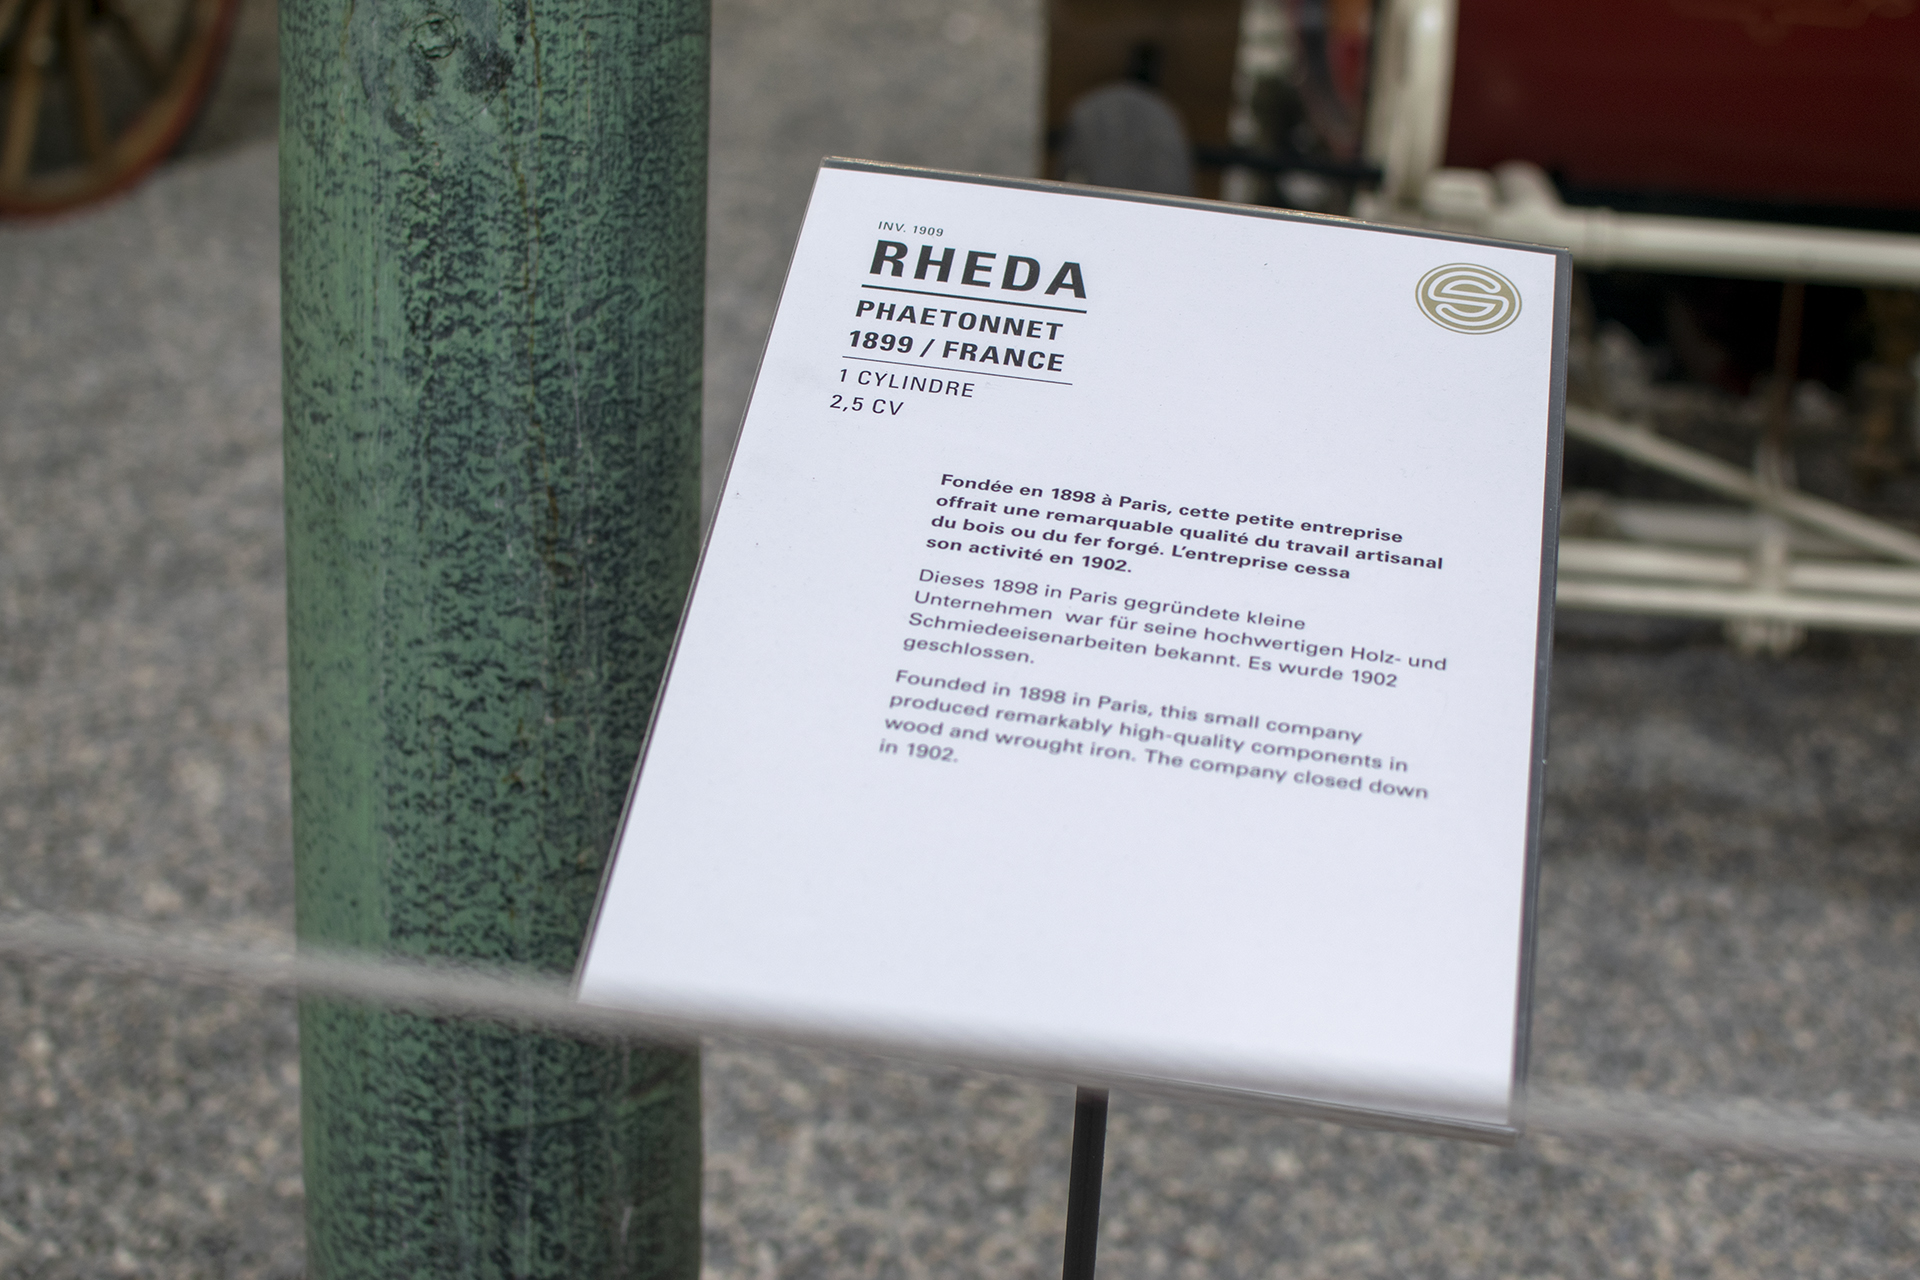 INV. 1909
RHEDA
PHAETONNET
1899 / FRANCE
1 CYLINDRE
2,5 CV
Fondée en 1898 à Paris, cette petite entreprise
offrait une remarquable qualité du travail artisanal
du bois ou du fer forgé. L'entreprise cessa
son activité en 1902.
Dieses 1898 in Paris gegründete kleine
Unternehmen war für seine hochwertigen Holz- und
Schmiedeeisenarbeiten bekannt. Es wurde 1902
geschlossen.
Founded in 1898 in Paris, this small company
produced remarkably high-quality components in
wood and wrought iron. The company closed down
in 1902.